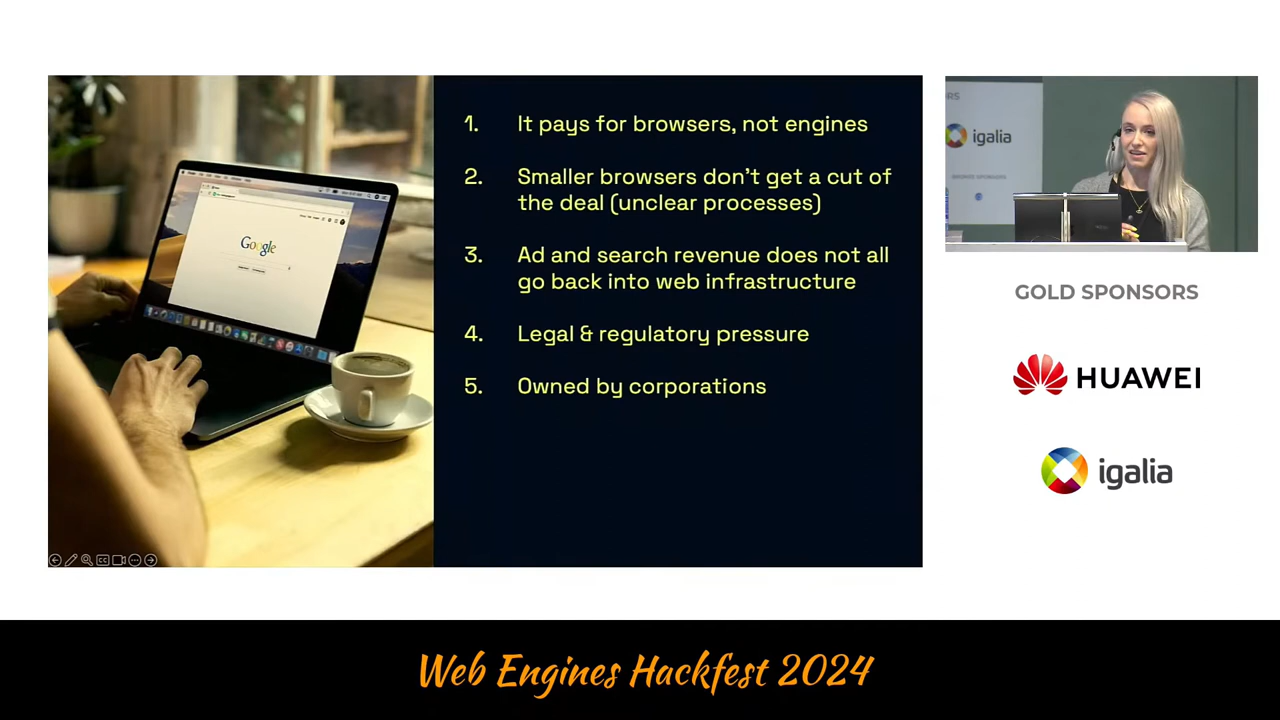 Google
1. It pays for browsers, not engines
2. Smaller browsers don't get a cut of
the deal (unclear processes)
3. Ad and search revenue does not all
go back into web infrastructure
4. Legal & regulatory pressure
5. Owned by corporations
igalia
GOLD SPONSORS
HUAWEI
igalia
Web Engines Hackfest 2024